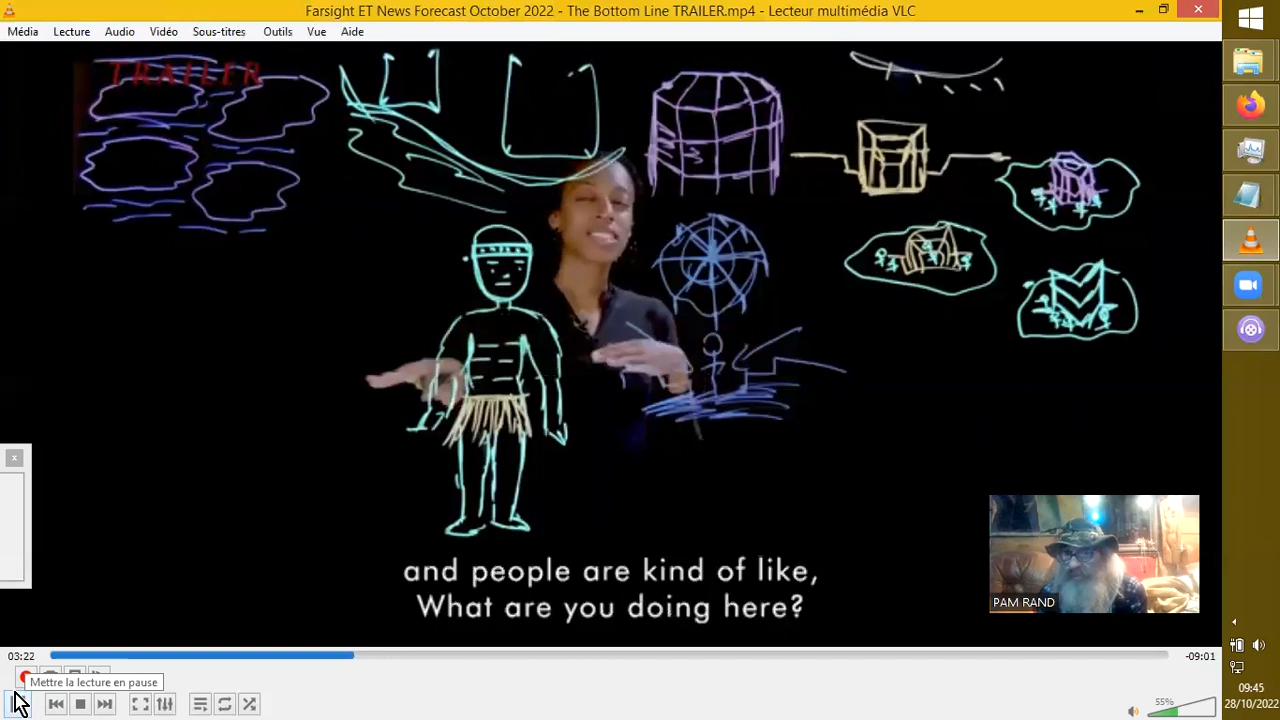 Farsight ET News Forecast October 2022 - The Bottom Line TRAILER.mp4 - Lecteur multimédia VLC
Média Lecture Audio Vidéo Sous-titres Outils Vue Aide
TRAILER
PAM RAND
and people are kind of like,
What are you doing here?
03:22
-09:01
Mettre la lecture en pause
55%
09:45
28/10/2022